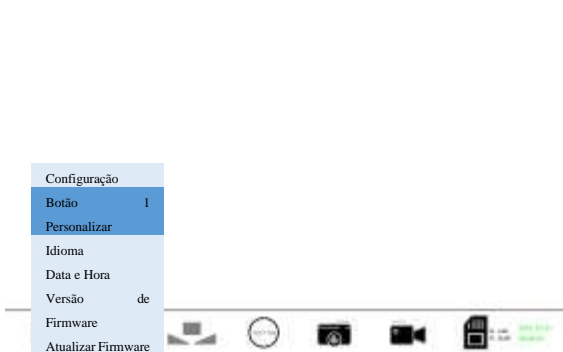 Configuração
Botão 1
Personalizar
Idioma
Data e Hora
Versão de
Firmware
Atualizar Firmware